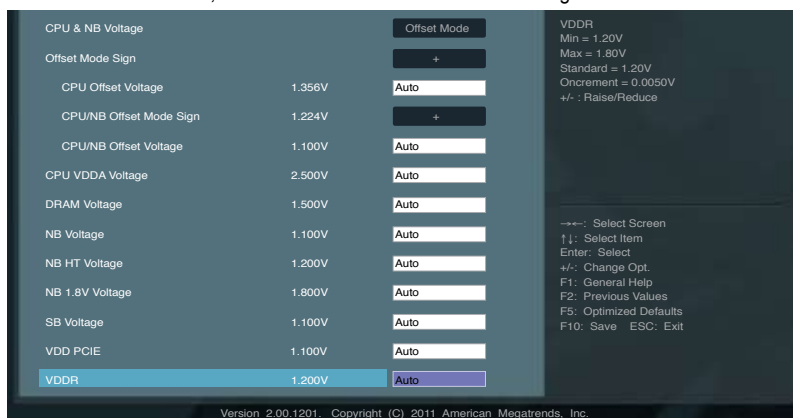 CPU & NB Voltage Offset Mode
Offset Mode Sign +
CPU Offset Voltage 1.356V Auto
CPU/NB Offset Mode Sign 1.224V +
CPU/NB Offset Voltage 1.100V Auto
CPU VDDA Voltage 2.500V Auto
DRAM Voltage 1.500V Auto
NB Voltage 1.100V Auto
NB HT Voltage 1.200V Auto
NB 1.8V Voltage 1.800V Auto
SB Voltage 1.100V Auto
VDD PCIE 1.100V Auto
VDDR 1.200V Auto
VDDR
Min = 1.20V
Max = 1.80V
Standard = 1.20V
Oncrement = 0.0050V
+/- : Raise/Reduce
→←: Select Screen
↑↓: Select Item
Enter: Select
+/-: Change Opt.
F1: General Help
F2: Previous Values
F5: Optimized Defaults
F10: Save ESC: Exit
Version 2.00.1201. Copyright (C) 2011 American Megatrends, Inc.